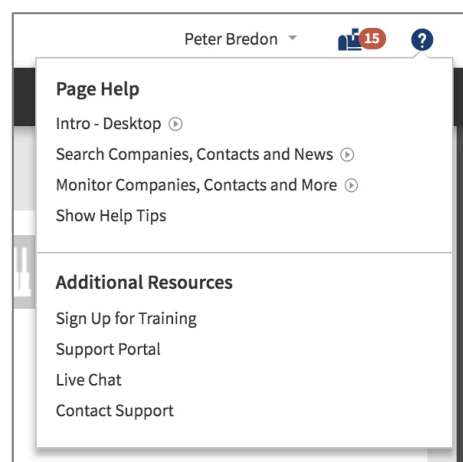 Peter Bredon 15 ?
Page Help
Intro - Desktop
Search Companies, Contacts and News
Monitor Companies, Contacts and More
Show Help Tips
Additional Resources
Sign Up for Training
Support Portal
Live Chat
Contact Support